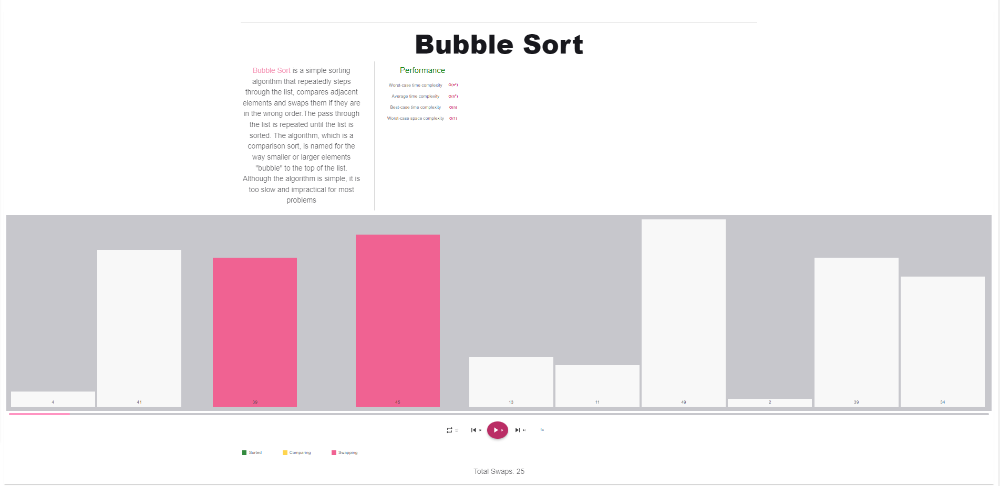 Bubble Sort
Bubble Sort is a simple sorting
algorithm that repeatedly steps
through the list, compares adjacent
elements and swaps them if they are
in the wrong order.The pass through
the list is repeated until the list is
sorted. The algorithm, which is a
comparison sort, is named for the
way smaller or larger elements
"bubble" to the top of the list.
Although the algorithm is simple, it is
too slow and impractical for most
problems
Performance
Worst-case time complexity O(n²)
Average time complexity O(n²)
Best-case time complexity O(n)
Worst-case space complexity O(1)
4 41 39 45 13 11 49 2 39 34
1x
Sorted Comparing Swapping
Total Swaps: 25